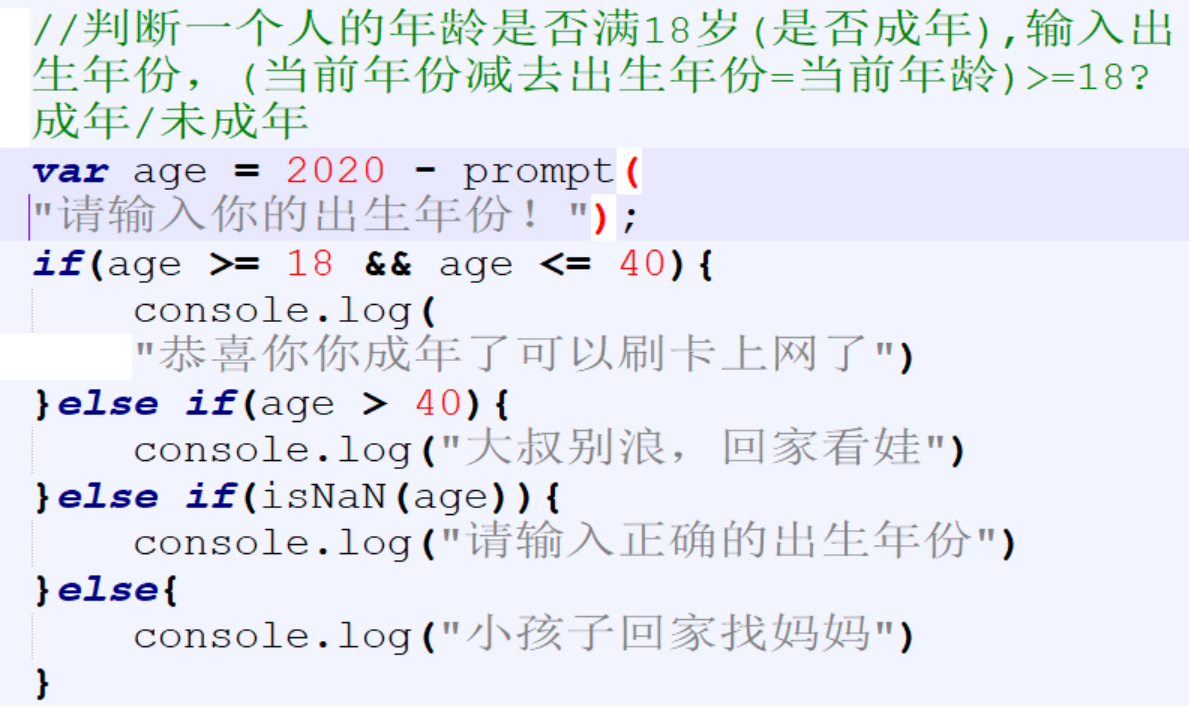 //判断一个人的年龄是否满18岁(是否成年),输入出
生年份，(当前年份减去出生年份=当前年龄)>=18?
成年/未成年
var age = 2020 - prompt(
"请输入你的出生年份！");
if(age >= 18 && age <= 40){
console.log(
"恭喜你你成年了可以刷卡上网了")
}else if(age > 40){
console.log("大叔别浪，回家看娃")
}else if(isNaN(age)){
console.log("请输入正确的出生年份")
}else{
console.log("小孩子回家找妈妈")
}